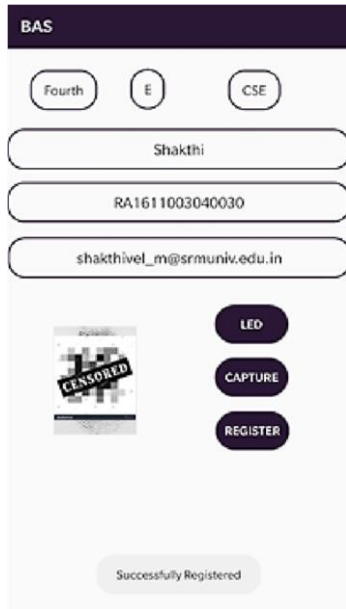 BAS
Fourth E CSE
Shakthi
RA1611003040030
shakthivel_m@srmuniv.edu.in
CENSORED
LED
CAPTURE
REGISTER
Successfully Registered